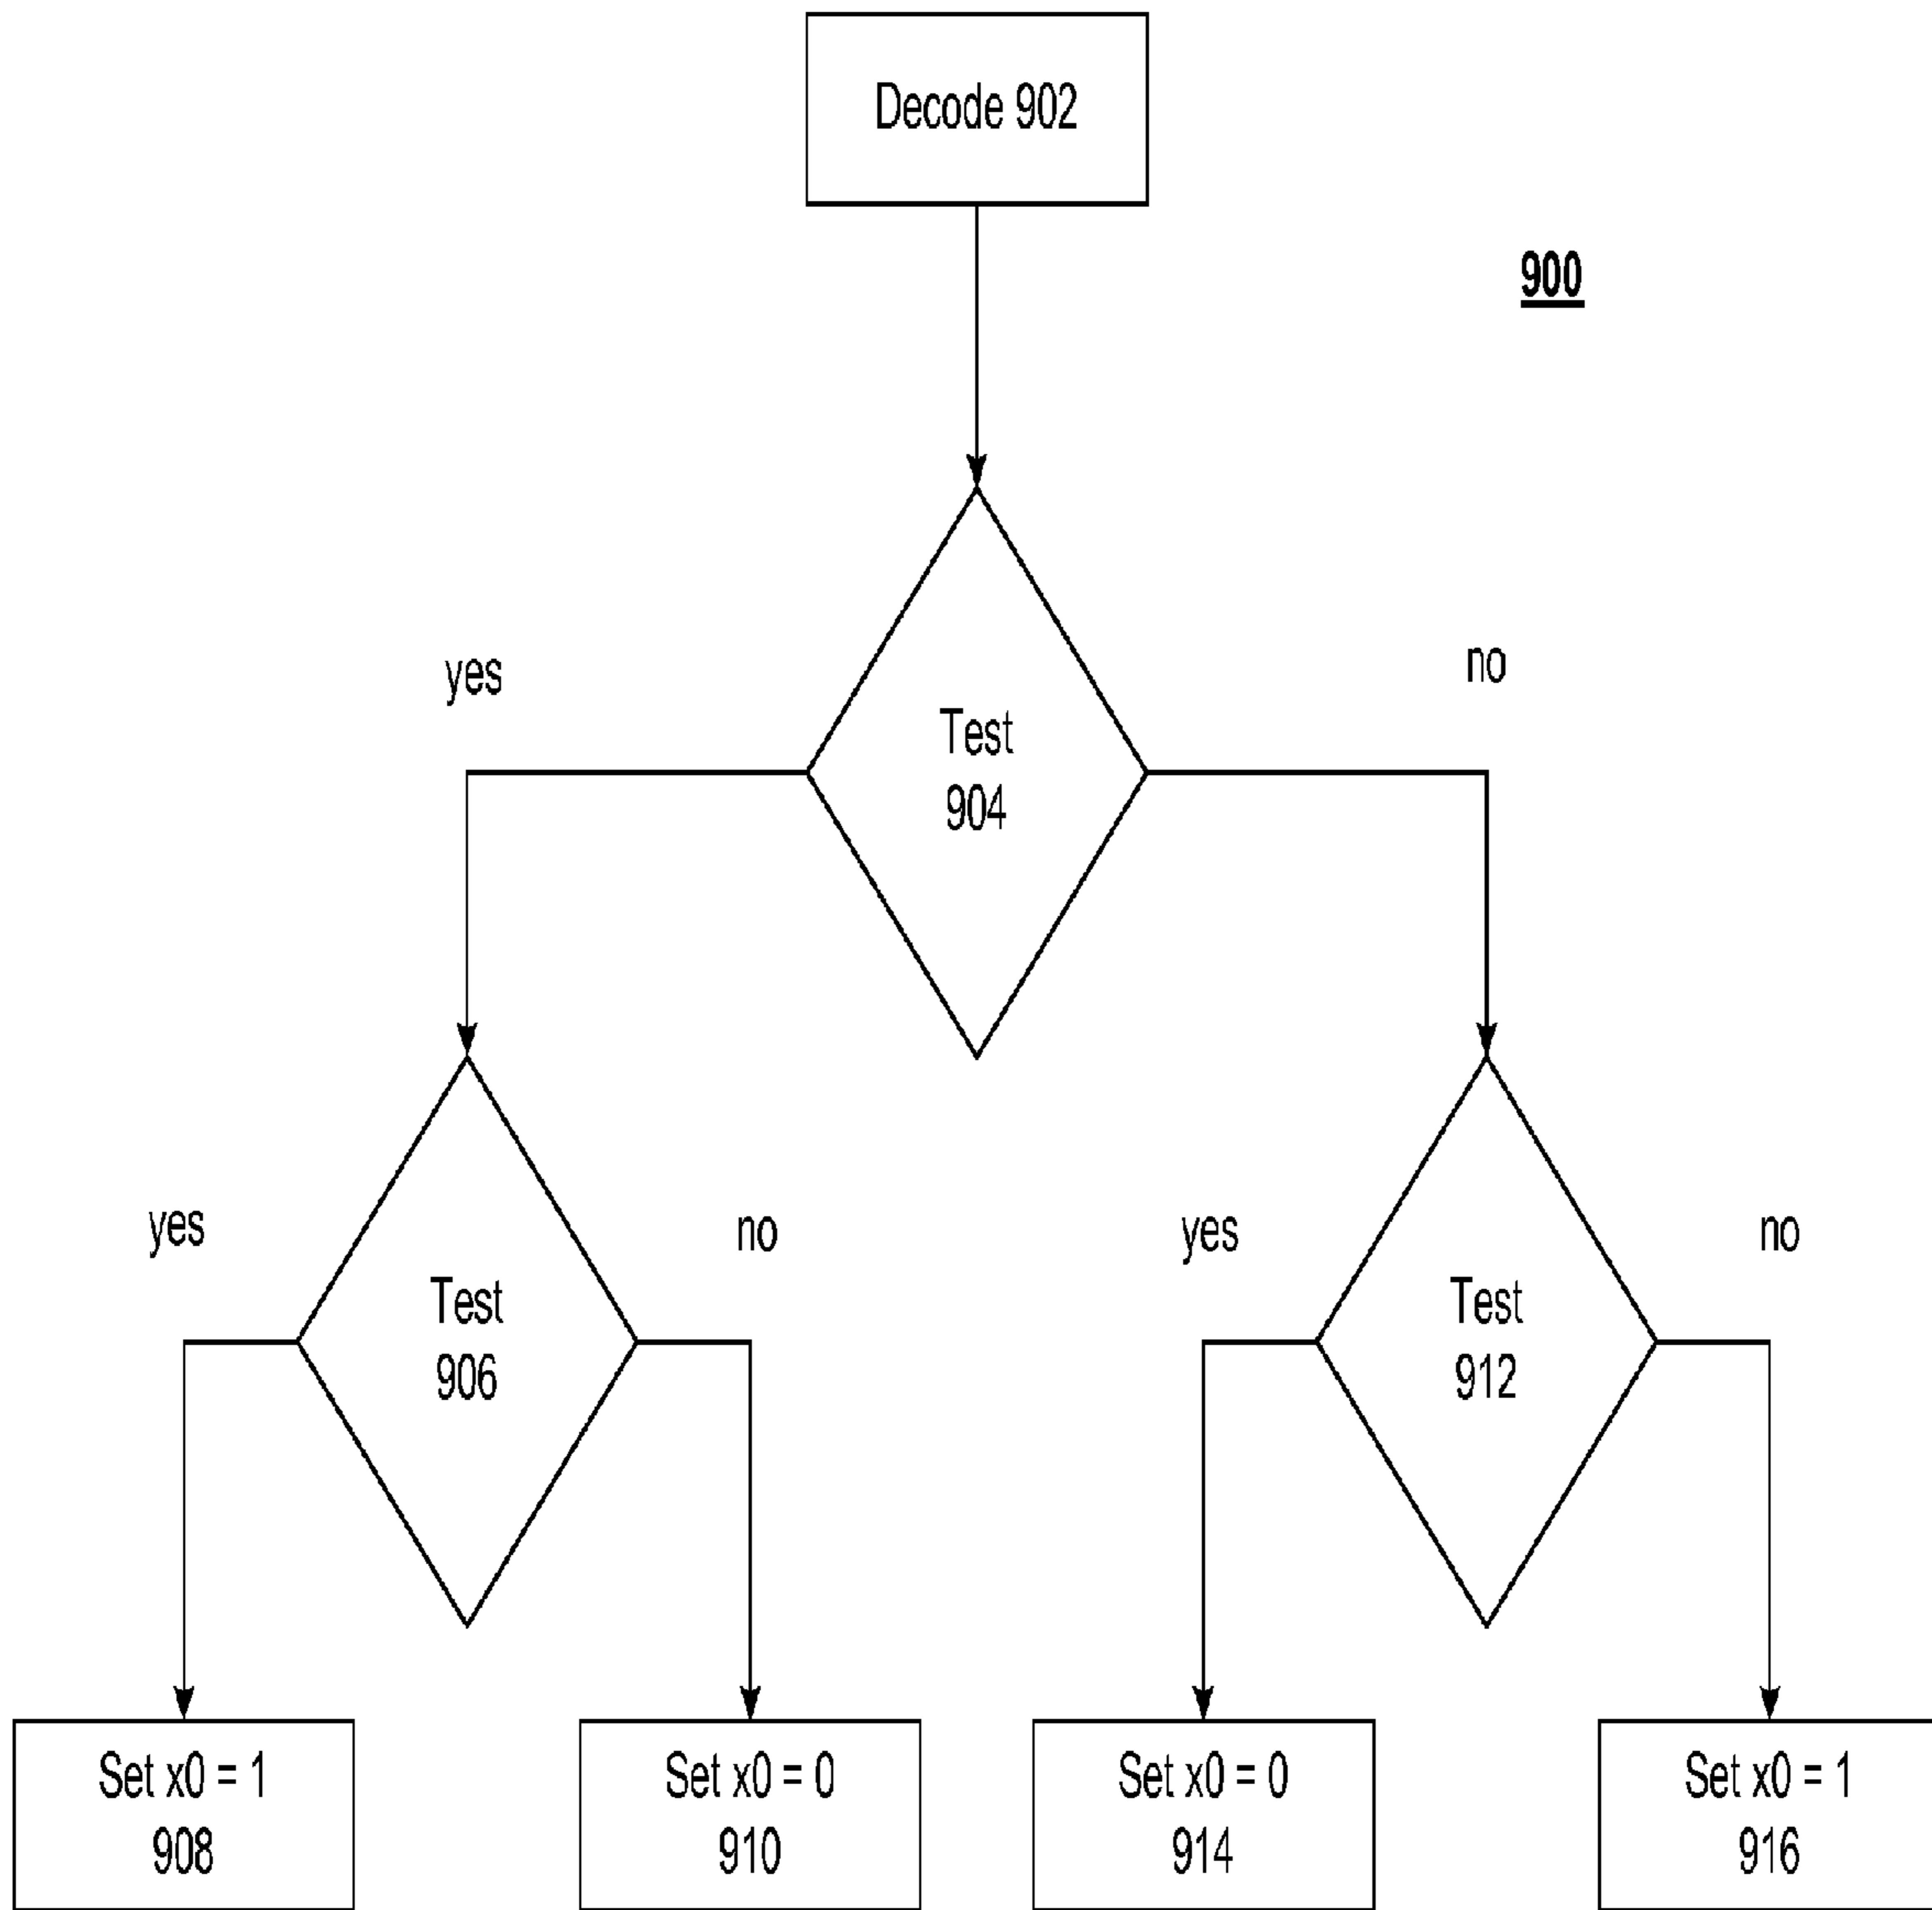 Decode 902
900
yes
no
Test
904
yes
no
yes
no
Test
906
Test
912
Set x0 = 1
908
Set x0 = 0
910
Set x0 = 0
914
Set x0 = 1
916